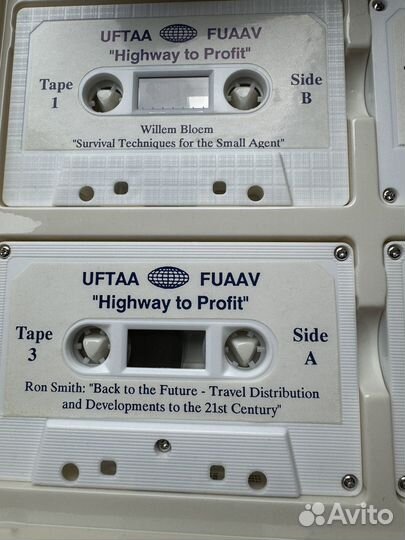 UFTAA FUAAV
"Highway to Profit"
Tape 1
Side B
Willem Bloem
"Survival Techniques for the Small Agent"
UFTAA FUAAV
"Highway to Profit"
Tape 3
Side A
Ron Smith: "Back to the Future - Travel Distribution
and Developments to the 21st Century"
Avito